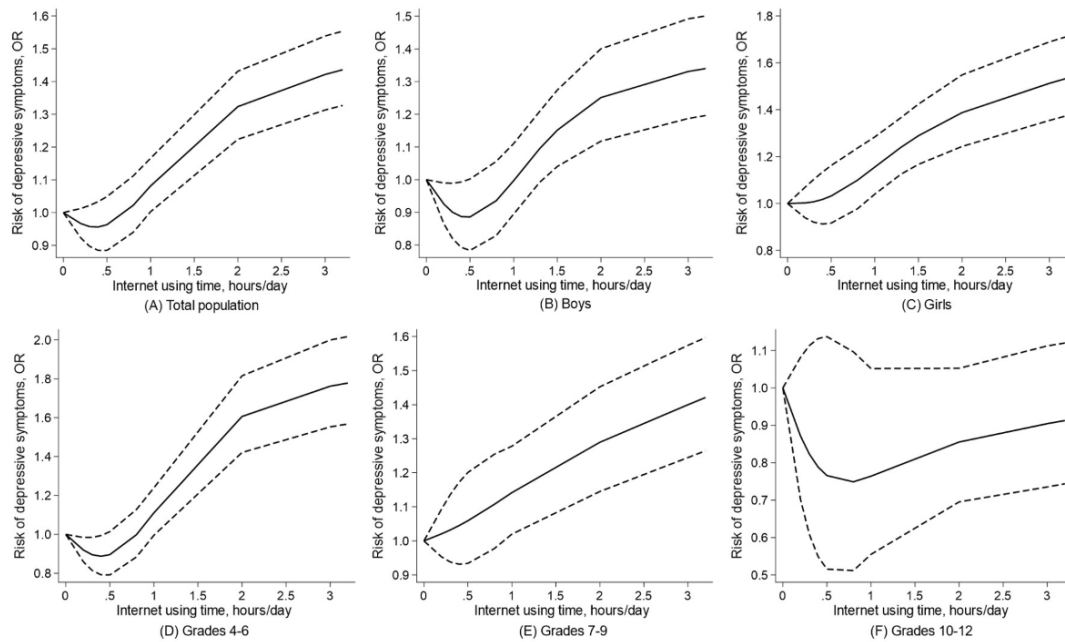 Risk of depressive symptoms, OR
1.6
1.5
1.4
1.3
1.2
1.1
1.0
0.9
0 .5 1 1.5 2 2.5 3
Internet using time, hours/day
(A) Total population
Risk of depressive symptoms, OR
1.5
1.4
1.3
1.2
1.1
1.0
0.9
0.8
0 .5 1 1.5 2 2.5 3
Internet using time, hours/day
(B) Boys
Risk of depressive symptoms, OR
1.8
1.6
1.4
1.2
1.0
0.8
0 .5 1 1.5 2 2.5 3
Internet using time, hours/day
(C) Girls
Risk of depressive symptoms, OR
2.0
1.8
1.6
1.4
1.2
1.0
0.8
0 .5 1 1.5 2 2.5 3
Internet using time, hours/day
(D) Grades 4-6
Risk of depressive symptoms, OR
1.6
1.5
1.4
1.3
1.2
1.1
1.0
0.9
0 .5 1 1.5 2 2.5 3
Internet using time, hours/day
(E) Grades 7-9
Risk of depressive symptoms, OR
1.1
1.0
0.9
0.8
0.7
0.6
0.5
0 .5 1 1.5 2 2.5 3
Internet using time, hours/day
(F) Grades 10-12